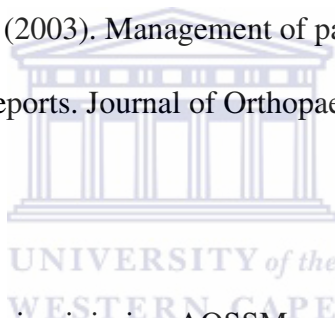 (2003). Management of pa
eports. Journal of Orthopae
UNIVERSITY of the
AOSSM
WESTERN CAPE